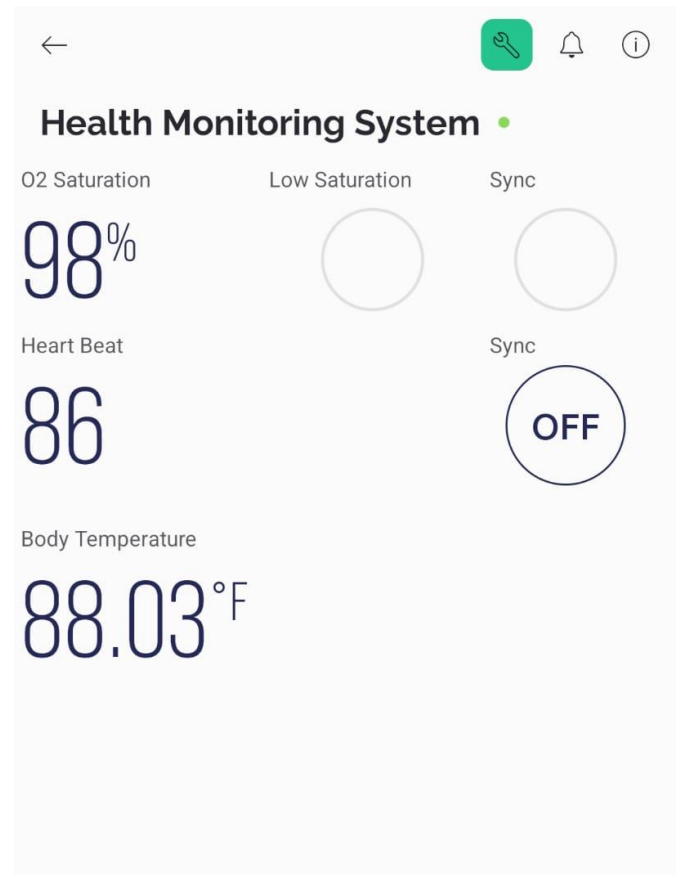 Health Monitoring System
O2 Saturation Low Saturation Sync
98%
Heart Beat Sync
86 OFF
Body Temperature
88.03°F